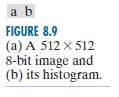 a b
FIGURE 8.9
(a) A 512 × 512
8-bit image and
(b) its histogram.